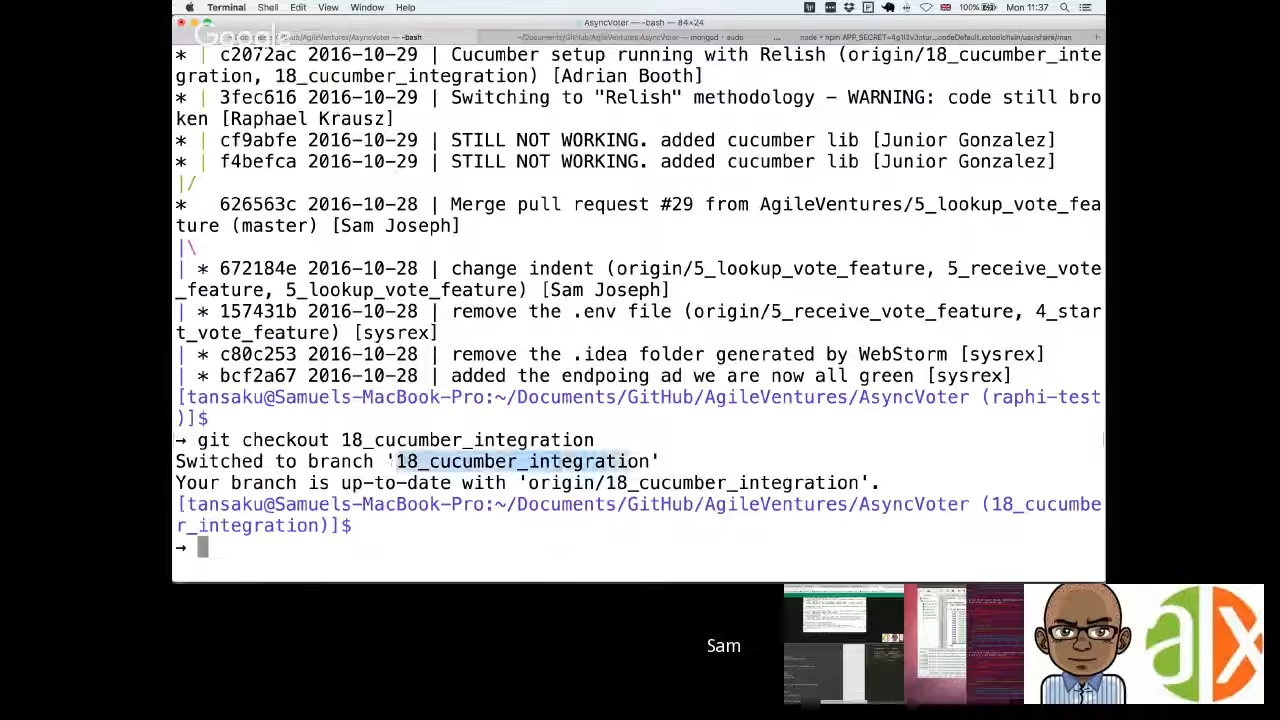 Terminal Shell Edit View Window Help 100% Mon 11:37
AsyncVoter — -bash — 84×24
Google
* | c2072ac 2016-10-29 | Cucumber setup running with Relish (origin/18_cucumber_inte
gration, 18_cucumber_integration) [Adrian Booth]
* | 3fec616 2016-10-29 | Switching to "Relish" methodology - WARNING: code still bro
ken [Raphael Krausz]
* | cf9abfe 2016-10-29 | STILL NOT WORKING. added cucumber lib [Junior Gonzalez]
* | f4befca 2016-10-29 | STILL NOT WORKING. added cucumber lib [Junior Gonzalez]
|/
* 626563c 2016-10-28 | Merge pull request #29 from AgileVentures/5_lookup_vote_fea
ture (master) [Sam Joseph]
|\
| * 672184e 2016-10-28 | change indent (origin/5_lookup_vote_feature, 5_receive_vote
_feature, 5_lookup_vote_feature) [Sam Joseph]
| * 157431b 2016-10-28 | remove the .env file (origin/5_receive_vote_feature, 4_star
t_vote_feature) [sysrex]
| * c80c253 2016-10-28 | remove the .idea folder generated by WebStorm [sysrex]
| * bcf2a67 2016-10-28 | added the endpoing ad we are now all green [sysrex]
[tansaku@Samuels-MacBook-Pro:~/Documents/GitHub/AgileVentures/AsyncVoter (raphi-test
)]$
→ git checkout 18_cucumber_integration
Switched to branch '18_cucumber_integration'
Your branch is up-to-date with 'origin/18_cucumber_integration'.
[tansaku@Samuels-MacBook-Pro:~/Documents/GitHub/AgileVentures/AsyncVoter (18_cucumbe
r_integration)]$
→
Sam
ax